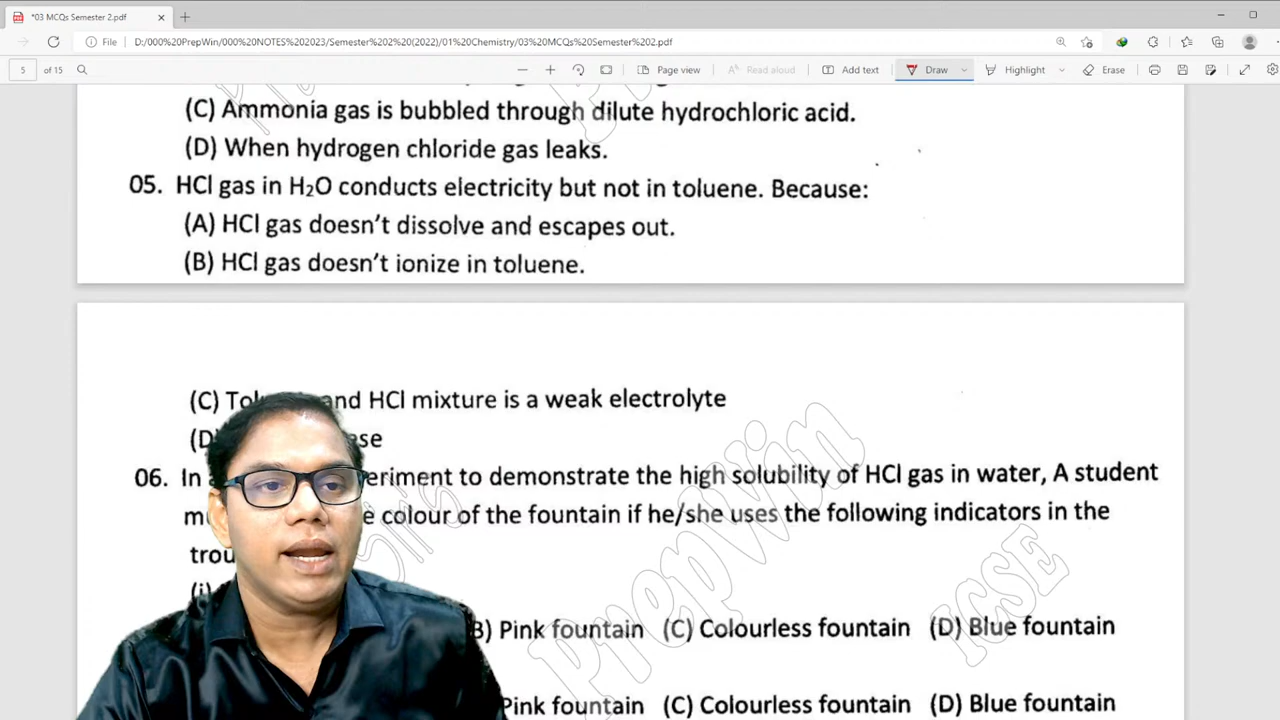 *03 MCQs Semester 2.pdf
File D:/000%20PrepWin/000%20NOTES%202023/Semester%202%20(2022)/01%20Chemistry/03%20MCQs%20Semester%202.pdf
5 of 15 Page view Read aloud Add text Draw Highlight Erase
(C) Ammonia gas is bubbled through dilute hydrochloric acid.
(D) When hydrogen chloride gas leaks.
05. HCl gas in H₂O conducts electricity but not in toluene. Because:
(A) HCl gas doesn't dissolve and escapes out.
(B) HCl gas doesn't ionize in toluene.
(C) and HCl mixture is a weak electrolyte
(D)
06. In experiment to demonstrate the high solubility of HCl gas in water, A student
colour of the fountain if he/she uses the following indicators in the
(i)
B) Pink fountain (C) Colourless fountain (D) Blue fountain
Pink fountain (C) Colourless fountain (D) Blue fountain
Sir's
PrepWin
ICSE